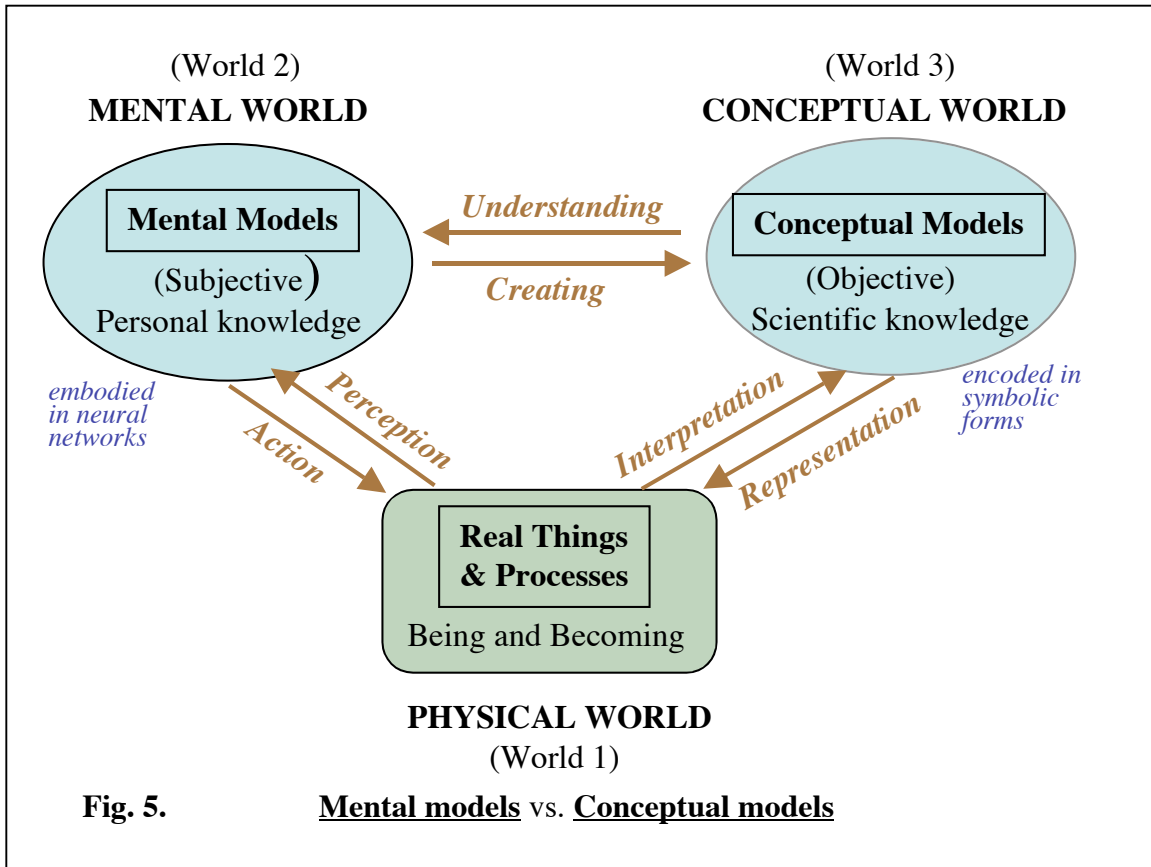 (World 2)
MENTAL WORLD
(World 3)
CONCEPTUAL WORLD
Mental Models
(Subjective)
Personal knowledge
Understanding
Creating
Conceptual Models
(Objective)
Scientific knowledge
embodied
in neural
networks
Action
Perception
Interpretation
Representation
encoded in
symbolic
forms
Real Things
& Processes
Being and Becoming
PHYSICAL WORLD
(World 1)
Fig. 5. Mental models vs. Conceptual models